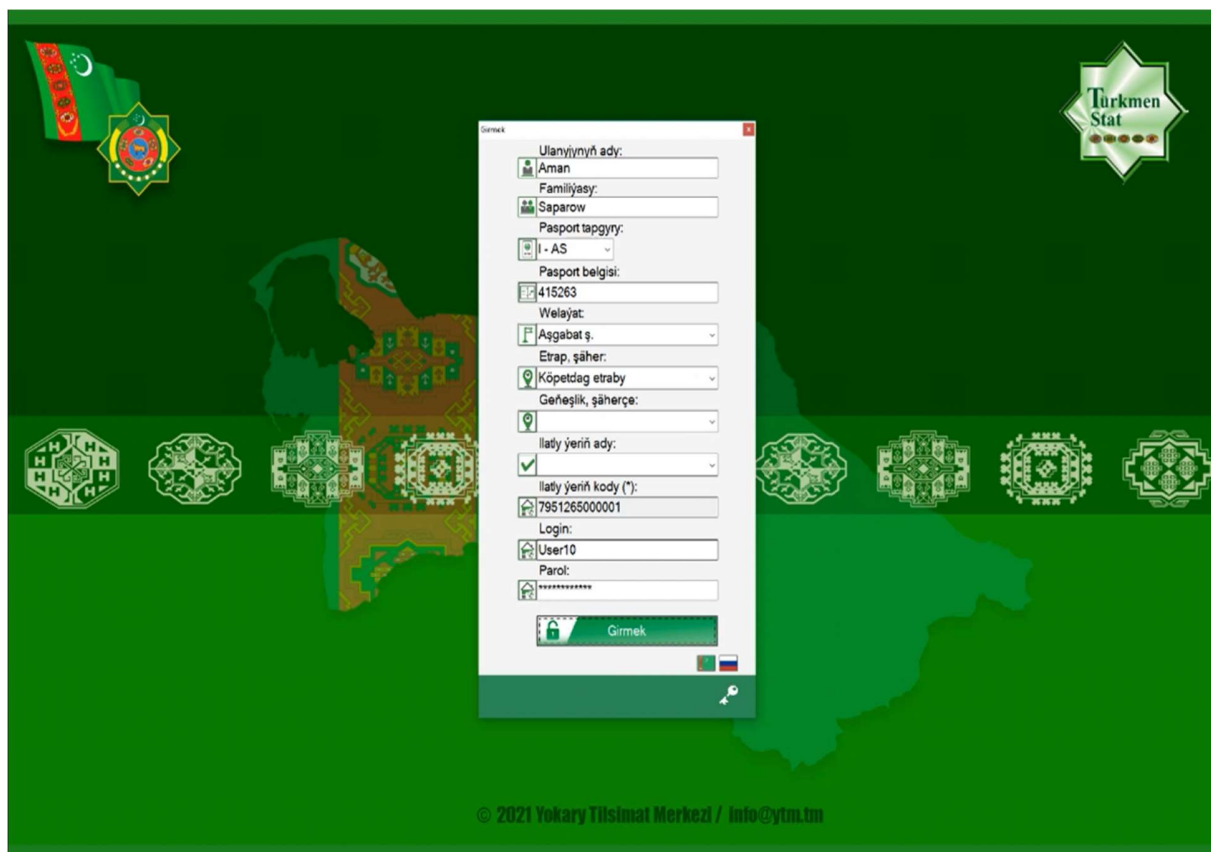 Türkmen
Stat
Girmek
Ulanyjynyň ady:
Aman
Familiýasy:
Saparow
Pasport tapgyry:
I - AS
Pasport belgisi:
415263
Welaýat:
Aşgabat ş.
Etrap, şäher:
Köpetdag etraby
Geňeşlik, şäherçe:
Ilatly ýeriň ady:
Ilatly ýeriň kody (*):
7951265000001
Login:
User10
Parol:
************
Girmek
© 2021 Yokary Tilsimat Merkezi / info@ytm.tm